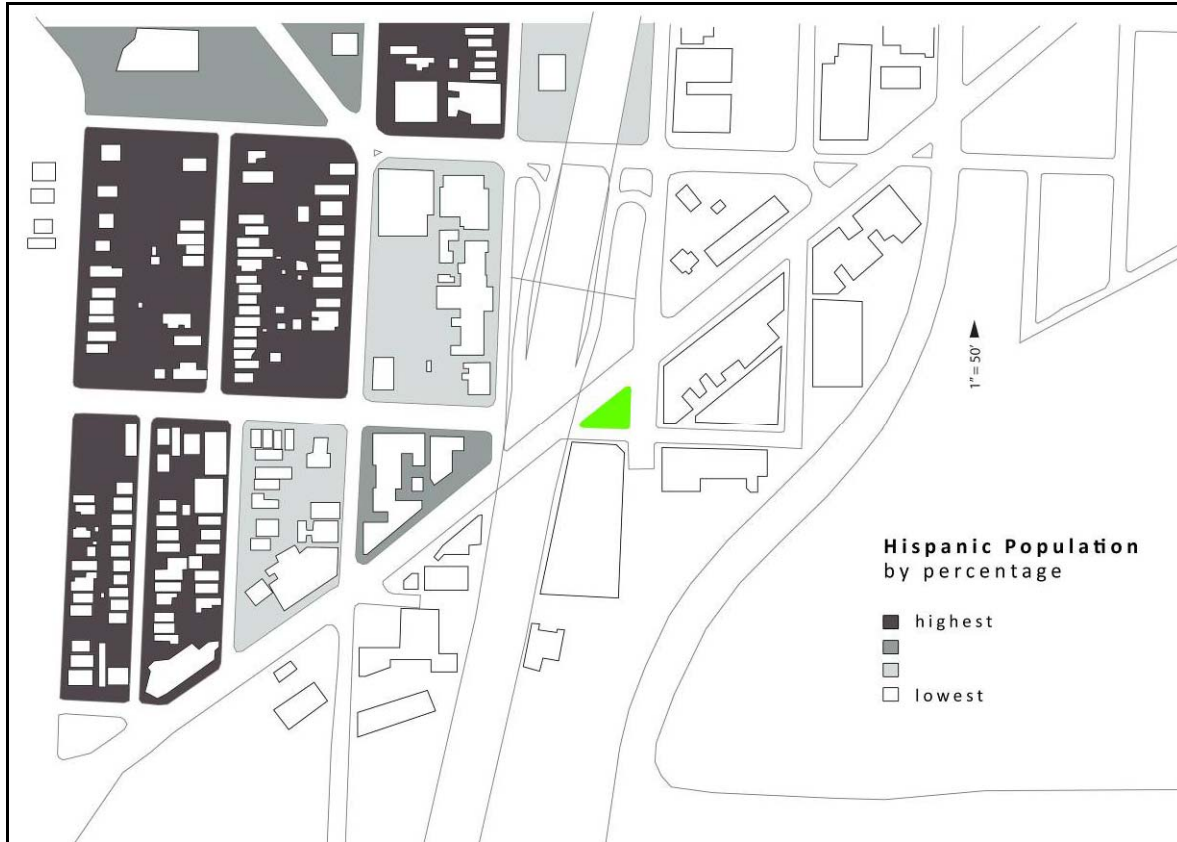 1" = 50'
Hispanic Population
by percentage
highest
lowest